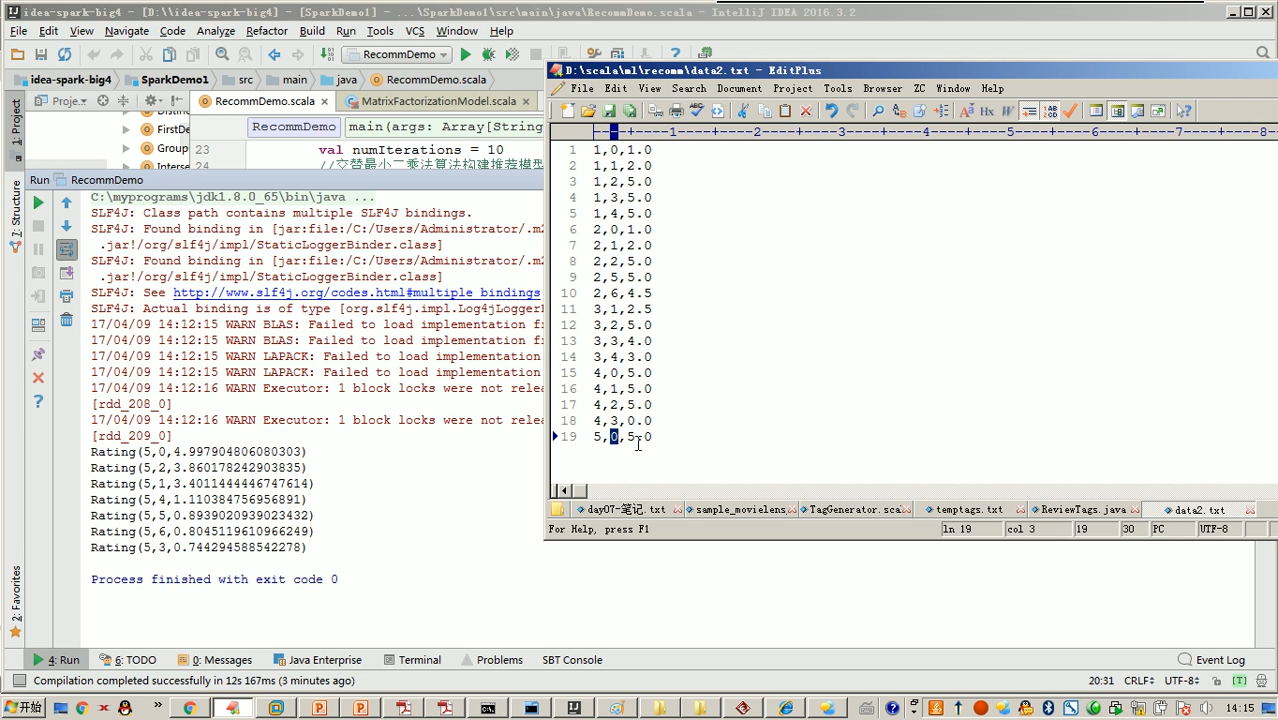 idea-spark-big4 - [D:\\idea-spark-big4] - [SparkDemo1] - ...\SparkDemo1\src\main\java\RecommDemo.scala - IntelliJ IDEA 2016.3.2
File Edit View Navigate Code Analyze Refactor Build Run Tools VCS Window Help
RecommDemo
idea-spark-big4 SparkDemo1 src main java RecommDemo.scala
Proje.. RecommDemo.scala MatrixFactorizationModel.scala
RecommDemo main(args: Array[String
FirstDe
Group
Interse
23 val numIterations = 10
24 //交替最小二乘法算法构建推荐模型
1: Project
7: Structure
2: Favorites
Run RecommDemo
C:\myprograms\jdk1.8.0_65\bin\java ...
SLF4J: Class path contains multiple SLF4J bindings.
SLF4J: Found binding in [jar:file:/C:/Users/Administrator/.m2
.jar!/org/slf4j/impl/StaticLoggerBinder.class]
SLF4J: Found binding in [jar:file:/C:/Users/Administrator/.m2
.jar!/org/slf4j/impl/StaticLoggerBinder.class]
SLF4J: See http://www.slf4j.org/codes.html#multiple_bindings
SLF4J: Actual binding is of type [org.slf4j.impl.Log4jLoggerF
17/04/09 14:12:15 WARN BLAS: Failed to load implementation fr
17/04/09 14:12:15 WARN BLAS: Failed to load implementation fr
17/04/09 14:12:15 WARN LAPACK: Failed to load implementation
17/04/09 14:12:15 WARN LAPACK: Failed to load implementation
17/04/09 14:12:16 WARN Executor: 1 block locks were not relea
[rdd_208_0]
17/04/09 14:12:16 WARN Executor: 1 block locks were not relea
[rdd_209_0]
Rating(5,0,4.997904806080303)
Rating(5,2,3.860178242903835)
Rating(5,1,3.4011444446747614)
Rating(5,4,1.110384756956891)
Rating(5,5,0.8939020939023432)
Rating(5,6,0.8045119610966249)
Rating(5,3,0.744294588542278)
Process finished with exit code 0
D:\scala\ml\recomm\data2.txt - EditPlus
File Edit View Search Document Project Tools Browser ZC Window Help
1 1,0,1.0
2 1,1,2.0
3 1,2,5.0
4 1,3,5.0
5 1,4,5.0
6 2,0,1.0
7 2,1,2.0
8 2,2,5.0
9 2,5,5.0
10 2,6,4.5
11 3,1,2.5
12 3,2,5.0
13 3,3,4.0
14 3,4,3.0
15 4,0,5.0
16 4,1,5.0
17 4,2,5.0
18 4,3,0.0
19 5,0,5.0
day07-笔记.txt sample_movielens TagGenerator.sca temptags.txt ReviewTags.java data2.txt
For Help, press F1 ln 19 col 3 19 30 PC UTF-8
4: Run 6: TODO 0: Messages Java Enterprise Terminal Problems SBT Console Event Log
Compilation completed successfully in 12s 167ms (3 minutes ago) 20:31 CRLF UTF-8 [T]
开始 14:15